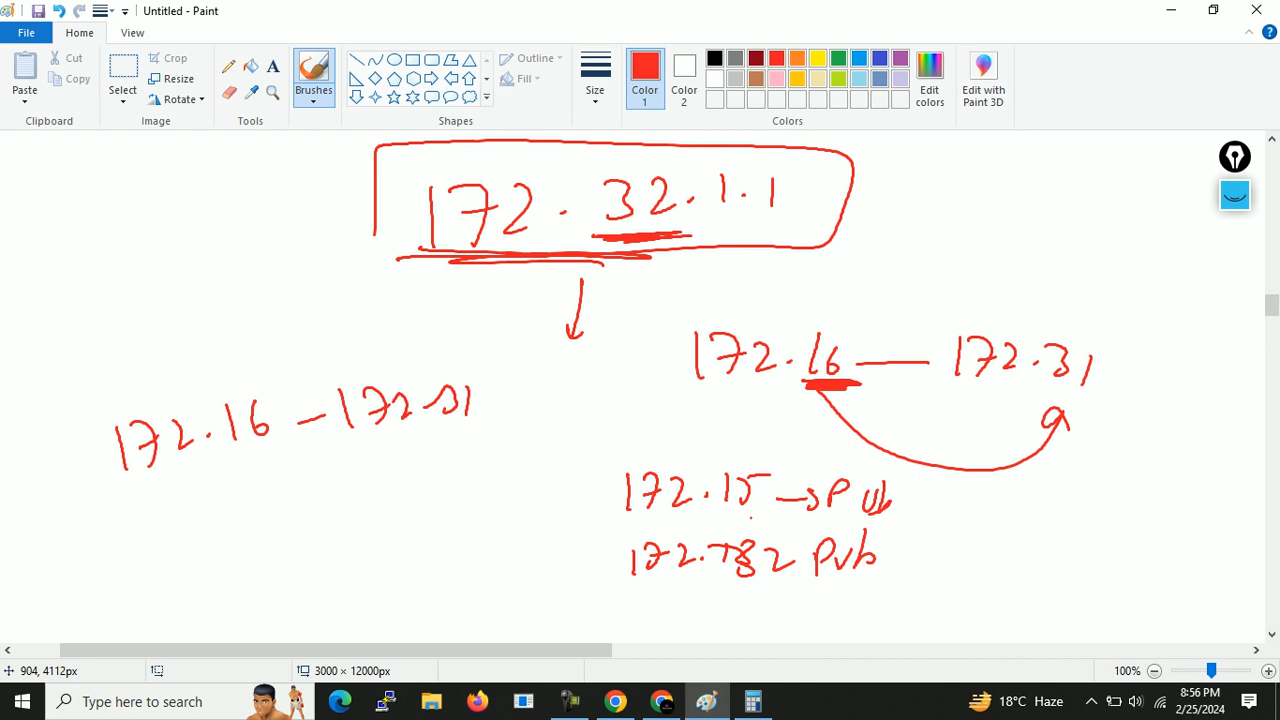 Untitled - Paint
File
Home
View
Paste
Cut
Copy
Clipboard
Select
Crop
Resize
Rotate
Image
A
Tools
Brushes
Outline
Fill
Shapes
Size
Color 1
Color 2
Edit colors
Edit with Paint 3D
Colors
172.32.1.1
172.16 — 172.31
172.16 - 172.31
172.15 → Pub
Pub
904, 4112px
3000 × 12000px
100%
Type here to search
18°C Haze
8:56 PM
2/25/2024